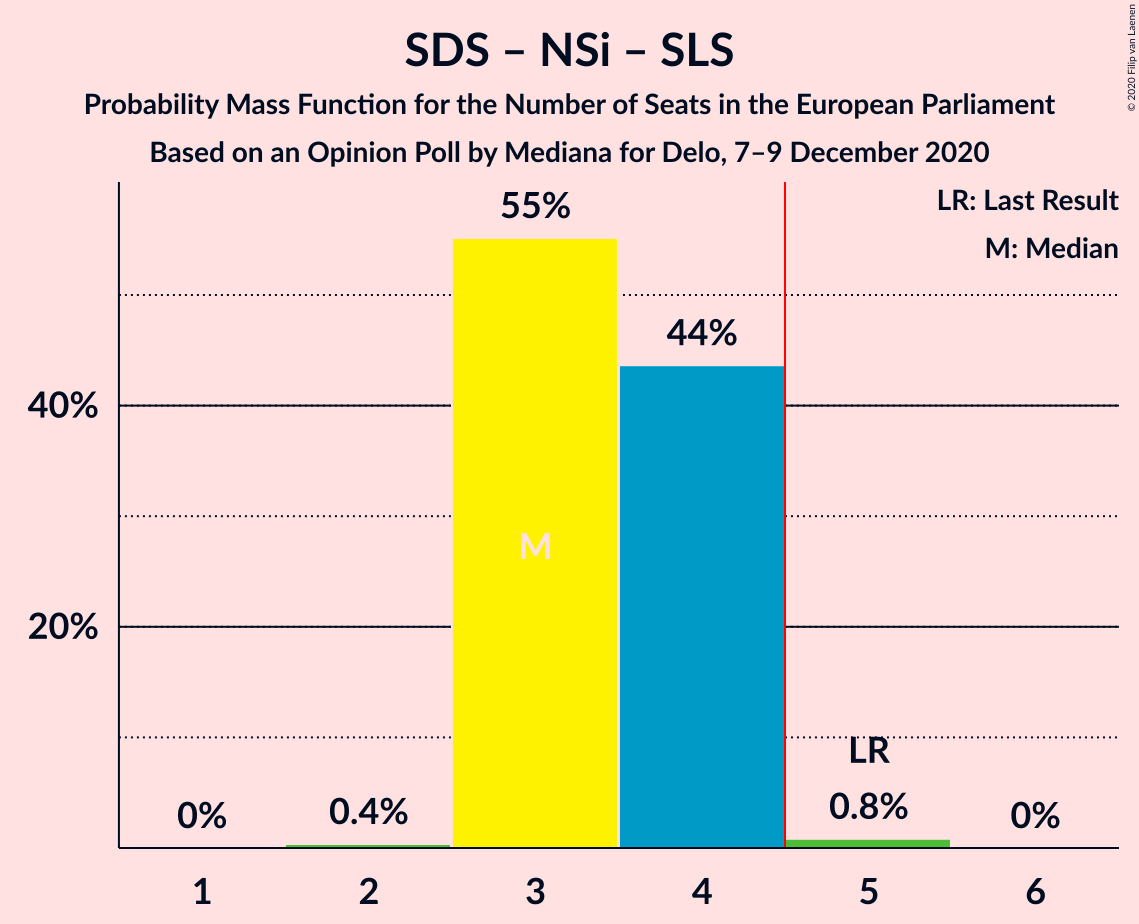 SDS – NSi – SLS
Probability Mass Function for the Number of Seats in the European Parliament
Based on an Opinion Poll by Mediana for Delo, 7–9 December 2020
© 2020 Filip van Laenen
LR: Last Result
M: Median
55%
44%
40%
M
20%
LR
0%
0.4%
0.8%
0%
1
2
3
4
5
6